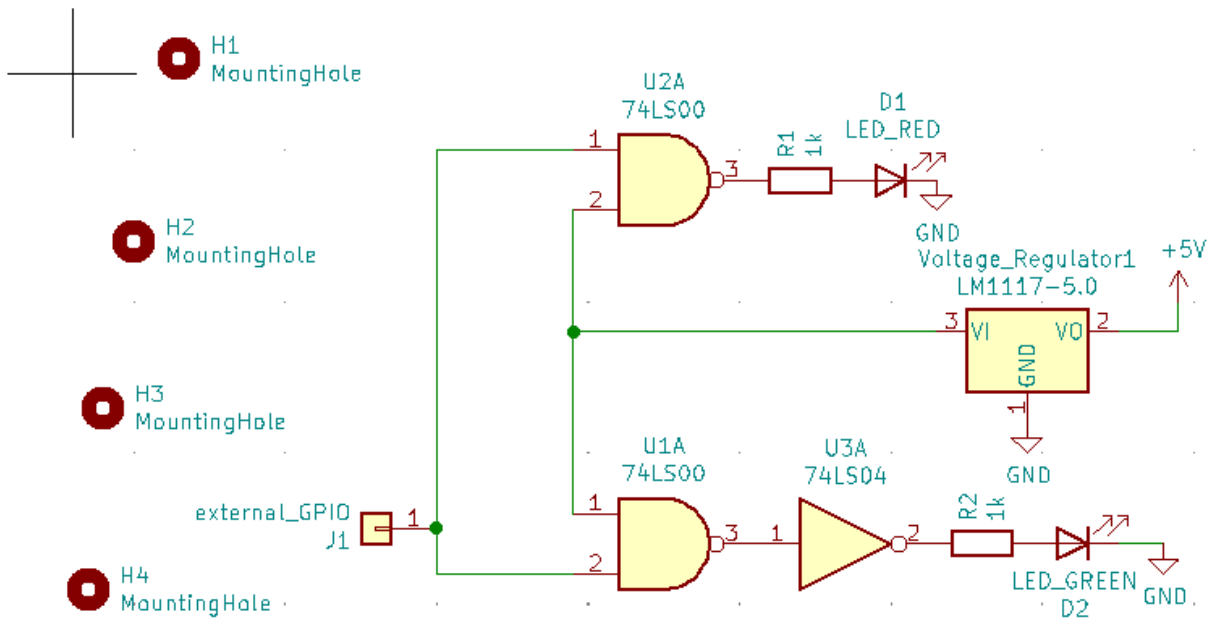 H1
MountingHole
U2A
74LS00
D1
LED_RED
R1
1k
1
3
2
GND
H2
MountingHole
Voltage_Regulator1
LM1117-5.0
+5V
3
VI
VO
2
GND
1
GND
H3
MountingHole
U1A
74LS00
U3A
74LS04
R2
1k
external_GPIO
J1
1
1
3
1
2
2
LED_GREEN
D2
GND
H4
MountingHole